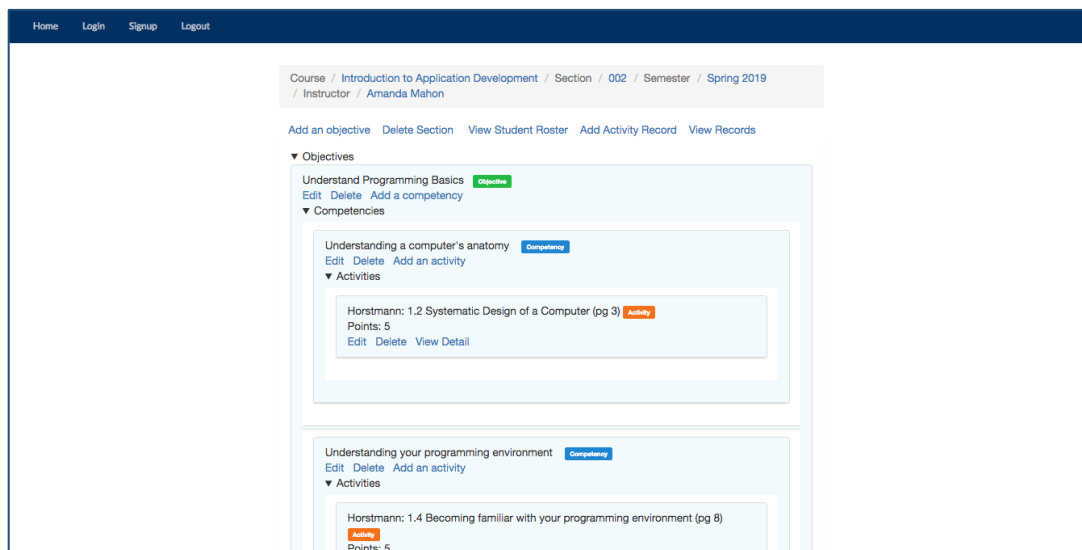 Home Login Signup Logout
Course / Introduction to Application Development / Section / 002 / Semester / Spring 2019
/ Instructor / Amanda Mahon
Add an objective Delete Section View Student Roster Add Activity Record View Records
▼ Objectives
Understand Programming Basics Objective
Edit Delete Add a competency
▼ Competencies
Understanding a computer's anatomy Competency
Edit Delete Add an activity
▼ Activities
Horstmann: 1.2 Systematic Design of a Computer (pg 3) Activity
Points: 5
Edit Delete View Detail
Understanding your programming environment Competency
Edit Delete Add an activity
▼ Activities
Horstmann: 1.4 Becoming familiar with your programming environment (pg 8)
Activity
Points: 5